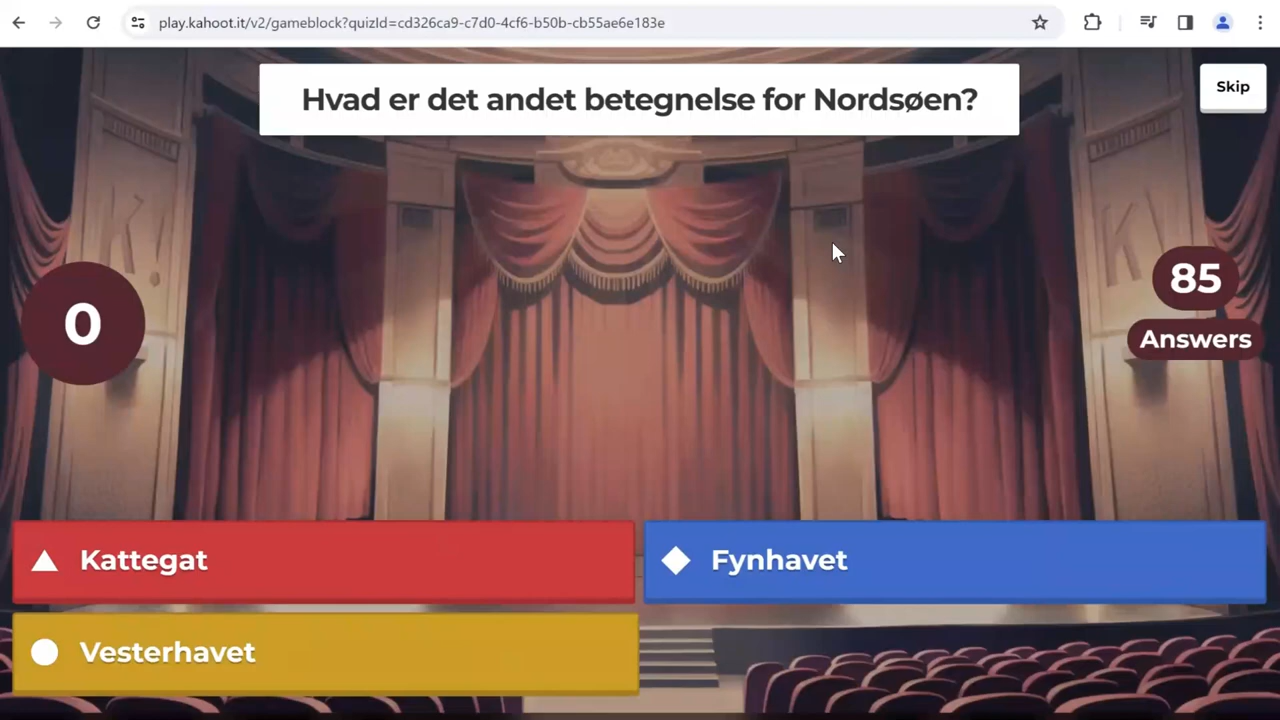 play.kahoot.it/v2/gameblock?quizId=cd326ca9-c7d0-4cf6-b50b-cb55ae6e183e
Hvad er det andet betegnelse for Nordsøen?
Skip
K!
K!
0
85
Answers
Kattegat
Fynhavet
Vesterhavet